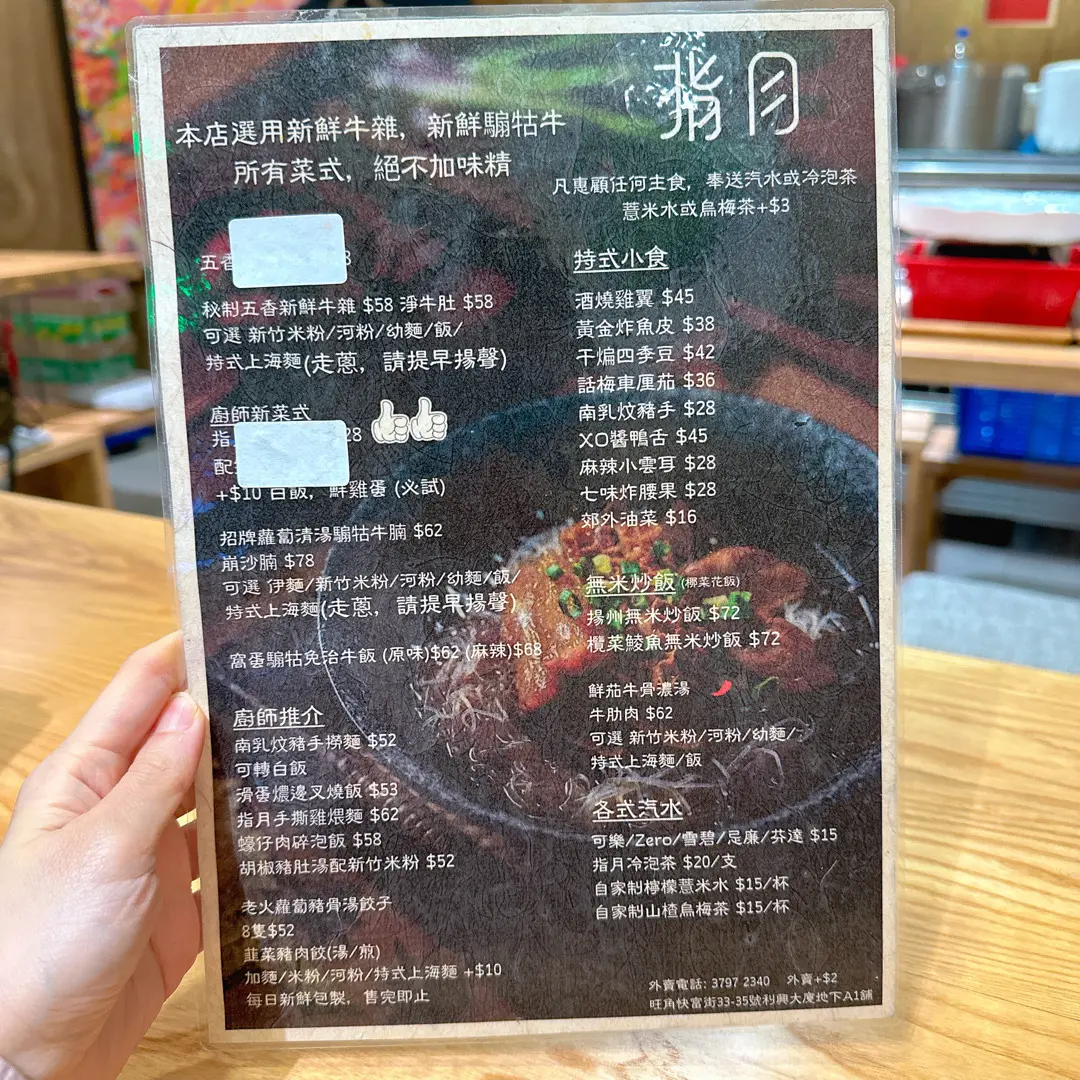 指月
本店選用新鮮牛雜，新鮮騸牯牛
所有菜式，絕不加味精
凡惠顧任何主食，奉送汽水或冷泡茶
薏米水或烏梅茶+$3
五香
8
秋制五香新鮮牛雜 $58 淨牛肚 $58
可選 新竹米粉/河粉/幼麵/飯/
特式上海麵(走蔥，請提早揚聲)
廚師新菜式
指
28
配
+$10 白飯，鮮雞蛋 (必試)
招牌蘿蔔清湯騸牯牛腩 $62
崩沙腩 $78
可選 伊麵/新竹米粉/河粉/幼麵/飯/
特式上海麵(走蔥，請提早揚聲)
窩蛋騸牯免治牛飯 (原味)$62 (麻辣)$68
廚師推介
南乳炆豬手撈麵 $52
可轉白飯
滑蛋燶邊叉燒飯 $53
指月手撕雞煨麵 $62
蠔仔肉碎泡飯 $58
胡椒豬肚湯配新竹米粉 $52
老火蘿蔔豬骨湯餃子
8隻$52
韮菜豬肉餃(湯/煎)
加麵/米粉/河粉/特式上海麵 +$10
每日新鮮包製，售完即止
特式小食
酒燒雞翼 $45
黃金炸魚皮 $38
干煸四季豆 $42
話梅車厘茄 $36
南乳炆豬手 $28
XO醬鴨舌 $45
麻辣小雲耳 $28
七味炸腰果 $28
郊外油菜 $16
無米炒飯 (椰菜花飯)
揚州無米炒飯 $72
欖菜鯪魚無米炒飯 $72
鮮茄牛骨濃湯
牛肋肉 $62
可選 新竹米粉/河粉/幼麵/
特式上海麵/飯
各式汽水
可樂/Zero/雪碧/忌廉/芬達 $15
指月冷泡茶 $20/支
自家制檸檬薏米水 $15/杯
自家制山楂烏梅茶 $15/杯
外賣電話: 3797 2340 外賣+$2
旺角快富街33-35號利興大廈地下A1舖